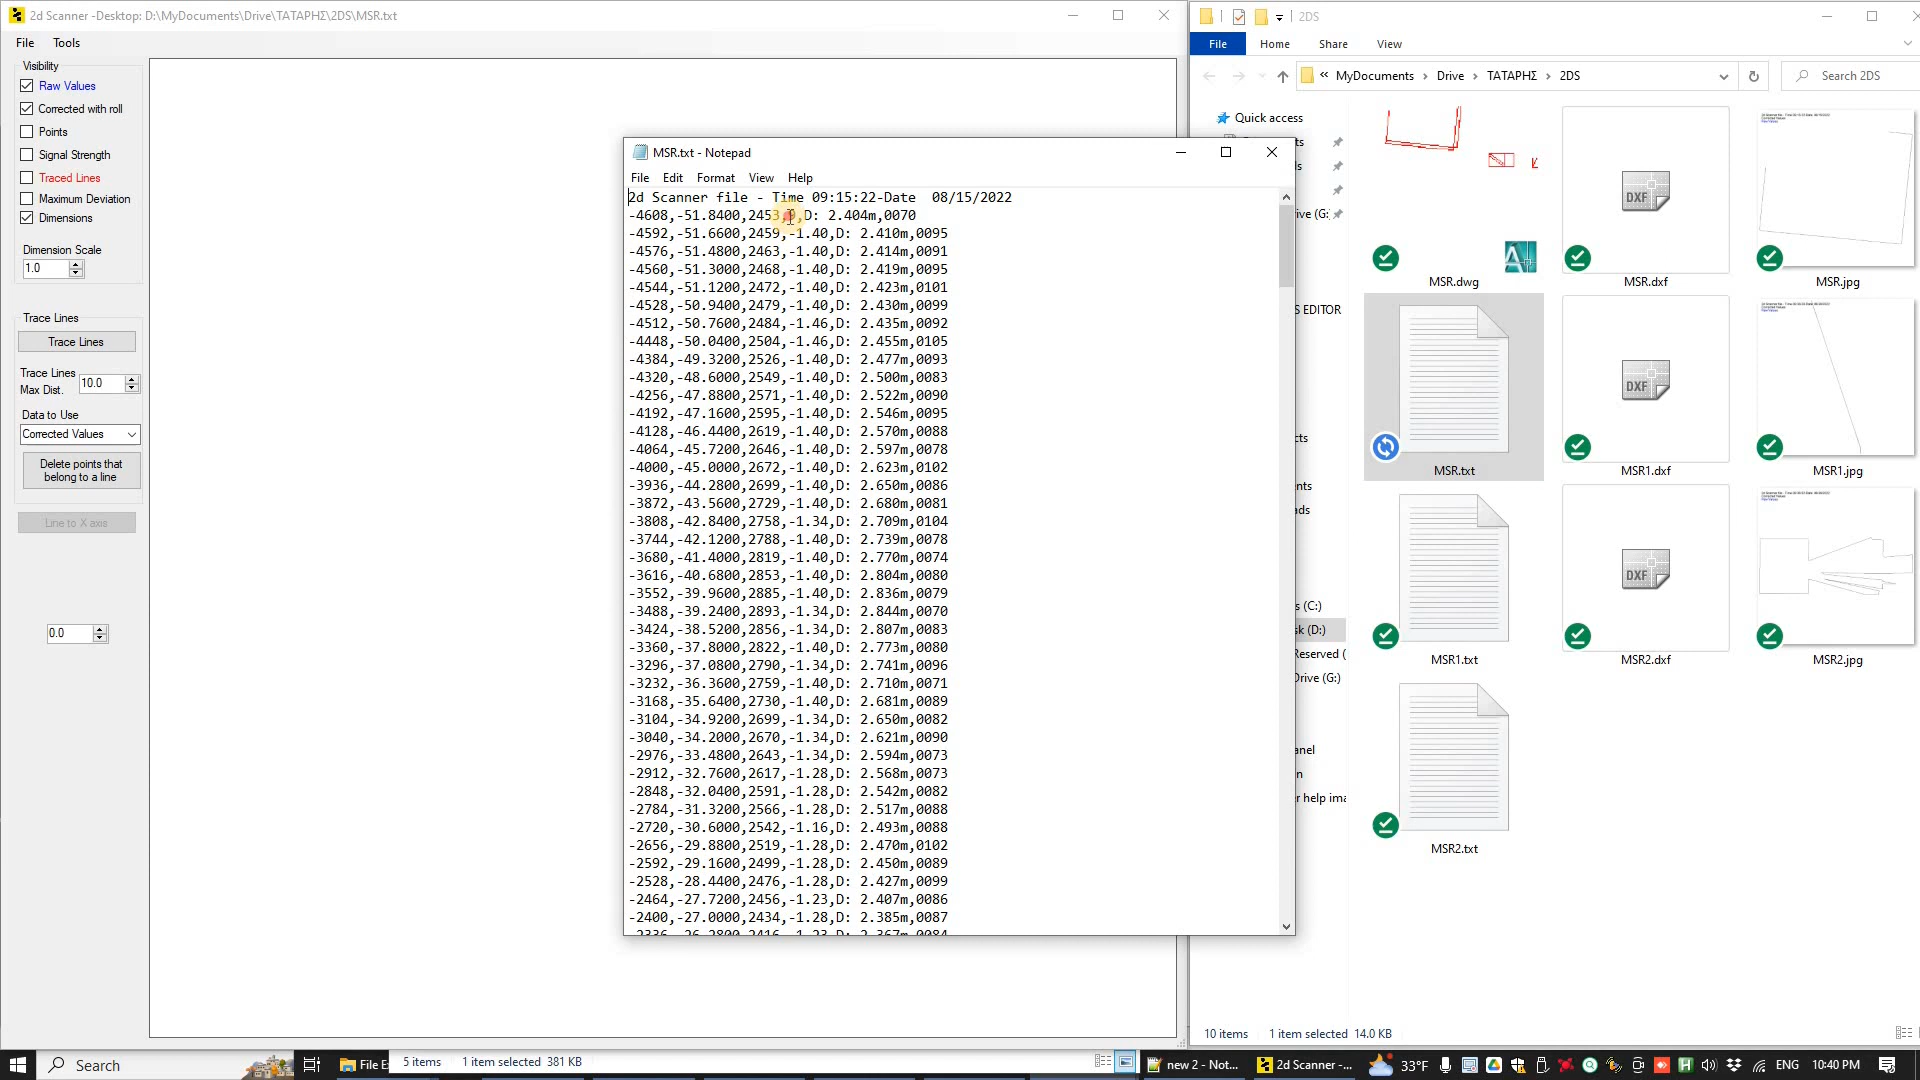 2d Scanner -Desktop: D:\MyDocuments\Drive\ΤΑΤΑΡΗΣ\2DS\MSR.txt
File Tools
Visibility
Raw Values
Corrected with roll
Points
Signal Strength
Traced Lines
Maximum Deviation
Dimensions
Dimension Scale
1.0
Trace Lines
Trace Lines
Trace Lines
Max Dist.
10.0
Data to Use
Corrected Values
Delete points that
belong to a line
Line to X axis
0.0
MSR.txt - Notepad
File Edit Format View Help
2d Scanner file - Time 09:15:22-Date  08/15/2022
-4608,-51.8400,2453,0,D: 2.404m,0070
-4592,-51.6600,2459,-1.40,D: 2.410m,0095
-4576,-51.4800,2463,-1.40,D: 2.414m,0091
-4560,-51.3000,2468,-1.40,D: 2.419m,0095
-4544,-51.1200,2472,-1.40,D: 2.423m,0101
-4528,-50.9400,2479,-1.40,D: 2.430m,0099
-4512,-50.7600,2484,-1.46,D: 2.435m,0092
-4448,-50.0400,2504,-1.46,D: 2.455m,0105
-4384,-49.3200,2526,-1.40,D: 2.477m,0093
-4320,-48.6000,2549,-1.40,D: 2.500m,0083
-4256,-47.8800,2571,-1.40,D: 2.522m,0090
-4192,-47.1600,2595,-1.40,D: 2.546m,0095
-4128,-46.4400,2619,-1.40,D: 2.570m,0088
-4064,-45.7200,2646,-1.40,D: 2.597m,0078
-4000,-45.0000,2672,-1.40,D: 2.623m,0102
-3936,-44.2800,2699,-1.40,D: 2.650m,0086
-3872,-43.5600,2729,-1.40,D: 2.680m,0081
-3808,-42.8400,2758,-1.34,D: 2.709m,0104
-3744,-42.1200,2788,-1.40,D: 2.739m,0078
-3680,-41.4000,2819,-1.40,D: 2.770m,0074
-3616,-40.6800,2853,-1.40,D: 2.804m,0080
-3552,-39.9600,2885,-1.40,D: 2.836m,0079
-3488,-39.2400,2893,-1.34,D: 2.844m,0070
-3424,-38.5200,2856,-1.34,D: 2.807m,0083
-3360,-37.8000,2822,-1.40,D: 2.773m,0080
-3296,-37.0800,2790,-1.34,D: 2.741m,0096
-3232,-36.3600,2759,-1.40,D: 2.710m,0071
-3168,-35.6400,2730,-1.40,D: 2.681m,0089
-3104,-34.9200,2699,-1.34,D: 2.650m,0082
-3040,-34.2000,2670,-1.34,D: 2.621m,0090
-2976,-33.4800,2643,-1.34,D: 2.594m,0073
-2912,-32.7600,2617,-1.28,D: 2.568m,0073
-2848,-32.0400,2591,-1.28,D: 2.542m,0082
-2784,-31.3200,2566,-1.28,D: 2.517m,0088
-2720,-30.6000,2542,-1.16,D: 2.493m,0088
-2656,-29.8800,2519,-1.28,D: 2.470m,0102
-2592,-29.1600,2499,-1.28,D: 2.450m,0089
-2528,-28.4400,2476,-1.28,D: 2.427m,0099
-2464,-27.7200,2456,-1.23,D: 2.407m,0086
-2400,-27.0000,2434,-1.28,D: 2.385m,0087
-2336,-26.2800,2416,-1.23,D: 2.367m,0084
2DS
File Home Share View
« MyDocuments > Drive > ΤΑΤΑΡΗΣ > 2DS
Search 2DS
Quick access
ts
ls
rive (G:
S EDITOR
cts
ents
ads
s (C:)
sk (D:)
Reserved (
Drive (G:)
anel
n
r help ima
MSR.dwg
DXF
MSR.dxf
MSR.jpg
MSR.txt
DXF
MSR1.dxf
MSR1.jpg
MSR1.txt
DXF
MSR2.dxf
MSR2.jpg
MSR2.txt
10 items 1 item selected 14.0 KB
Search
File Ex
5 items 1 item selected 381 KB
new 2 - Not...
2d Scanner -...
33°F
ENG 10:40 PM